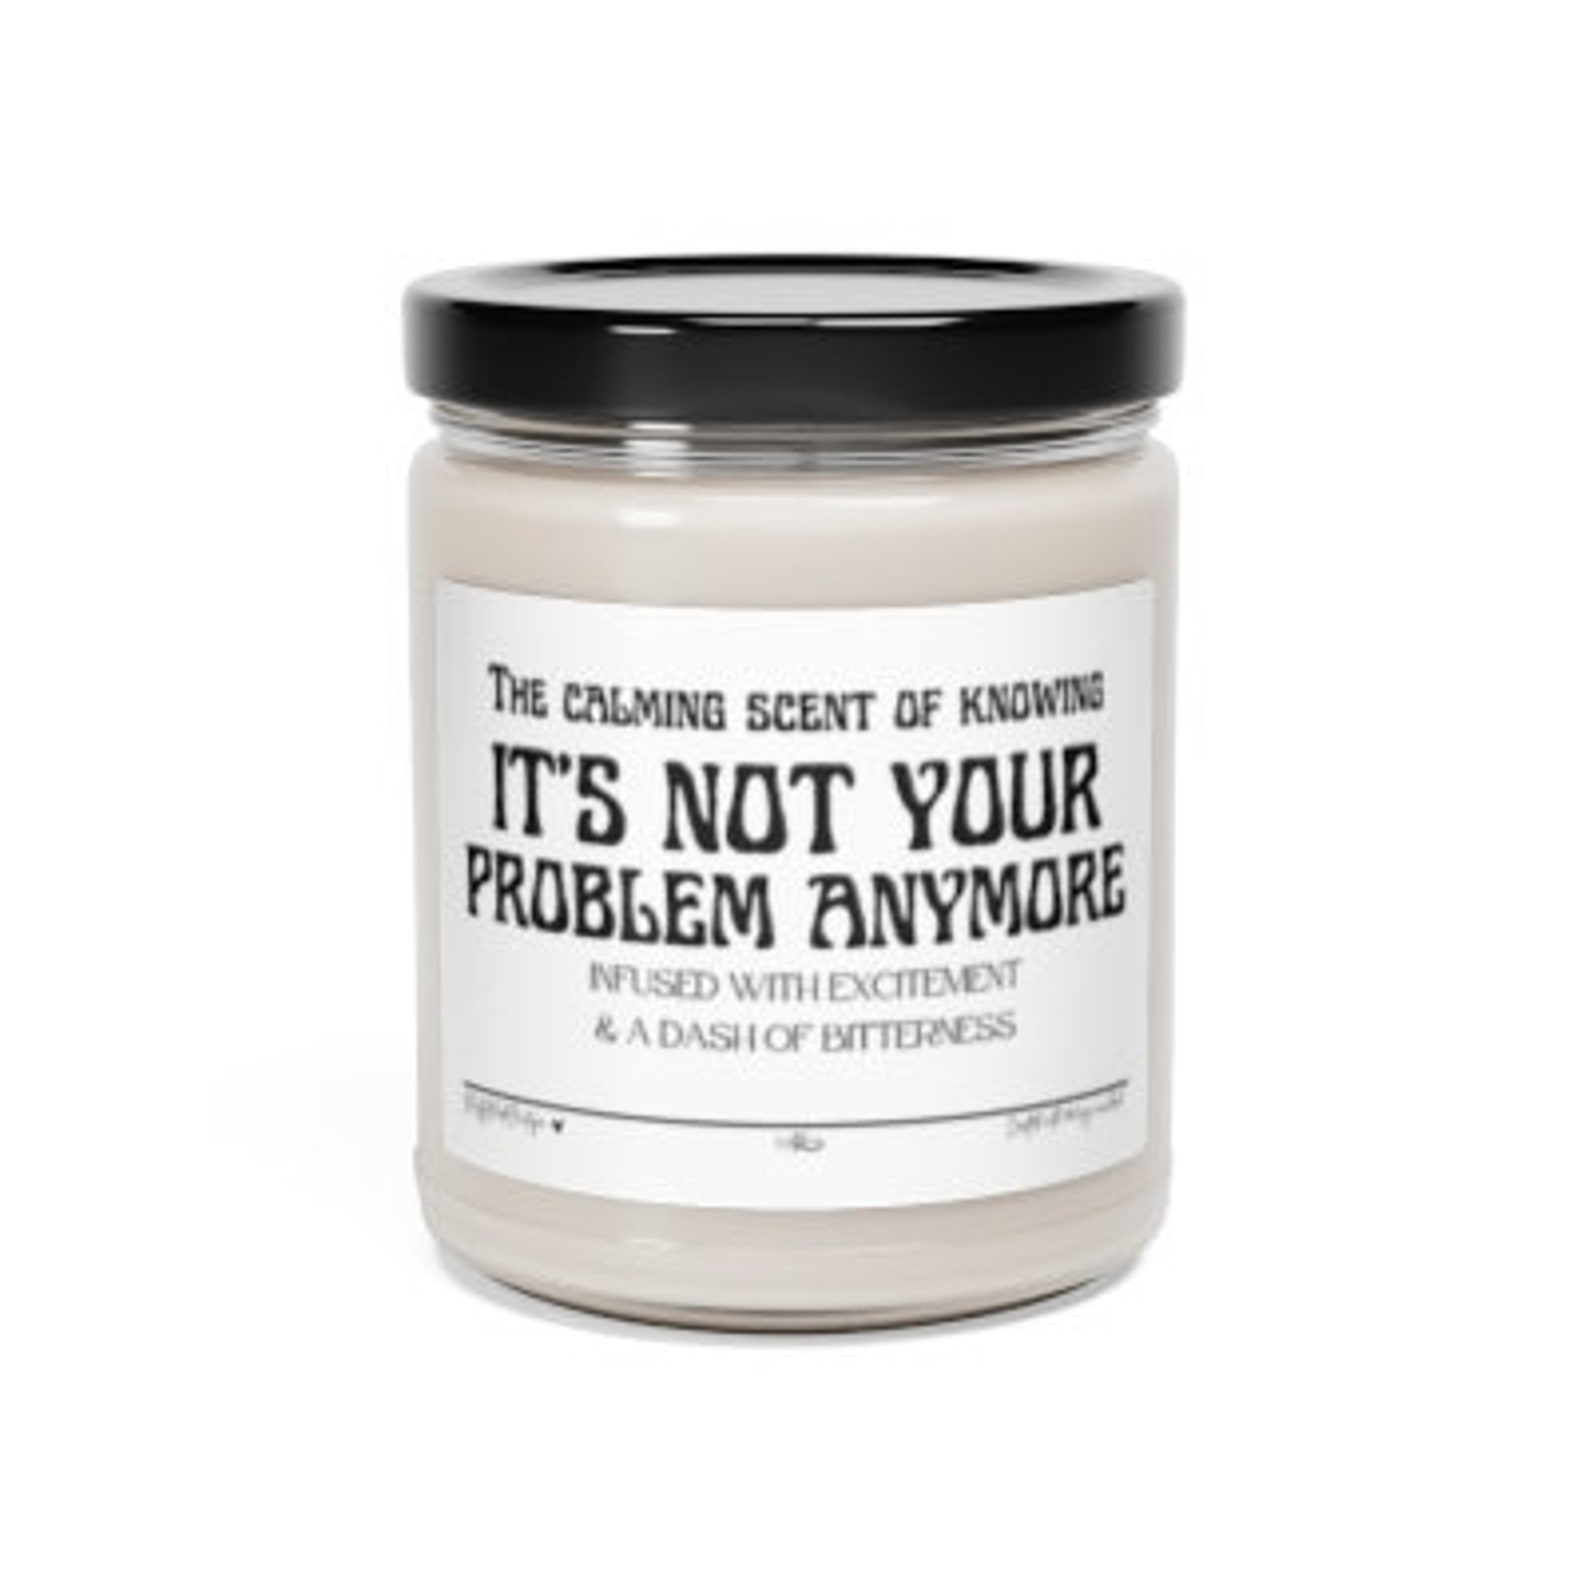 THE CALMING SCENT OF KNOWING
IT'S NOT YOUR
PROBLEM ANYMORE
INFUSED WITH EXCITEMENT
& A DASH OF BITTERNESS